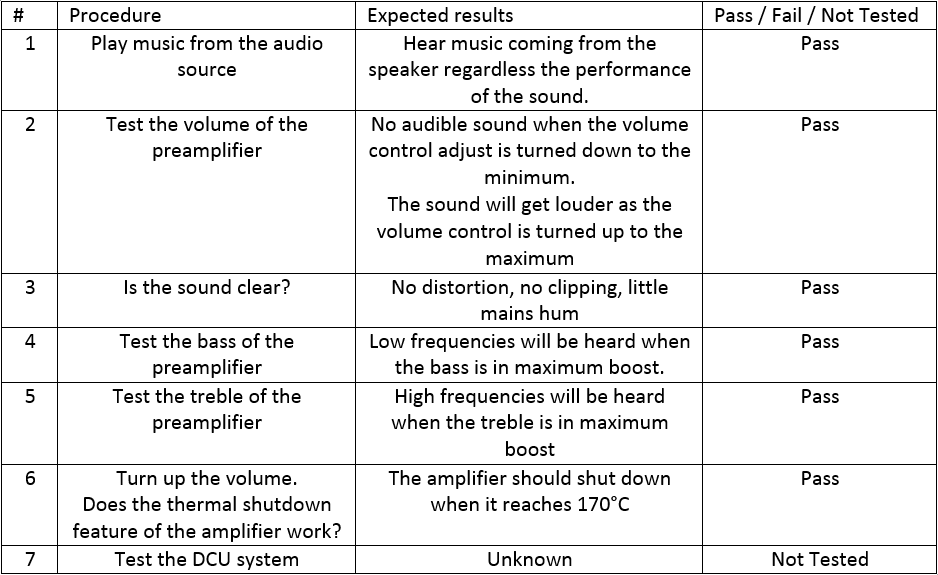 # Procedure Expected results Pass / Fail / Not Tested
1 Play music from the audio Hear music coming from the Pass
source speaker regardless the performance
of the sound.
2 Test the volume of the No audible sound when the volume Pass
preamplifier control adjust is turned down to the
minimum.
The sound will get louder as the
volume control is turned up to the
maximum
3 Is the sound clear? No distortion, no clipping, little Pass
mains hum
4 Test the bass of the Low frequencies will be heard when Pass
preamplifier the bass is in maximum boost.
5 Test the treble of the High frequencies will be heard Pass
preamplifier when the treble is in maximum
boost
6 Turn up the volume. The amplifier should shut down Pass
Does the thermal shutdown when it reaches 170°C
feature of the amplifier work?
7 Test the DCU system Unknown Not Tested